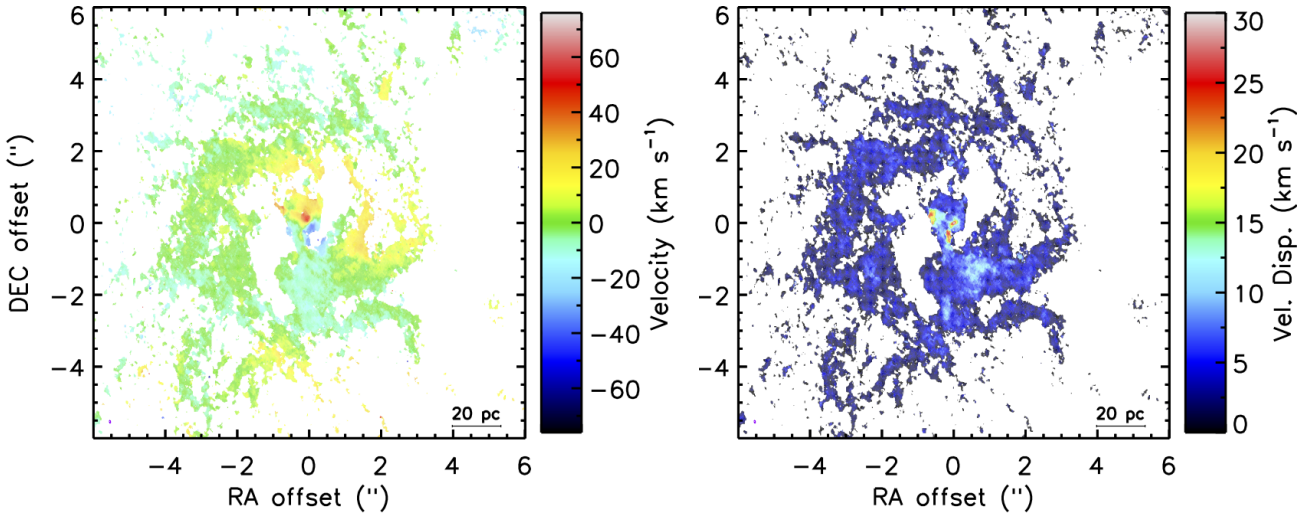 6
4
2
0
−2
−4
DEC offset (")
−4 −2 0 2 4 6
RA offset (")
20 pc
60
40
20
0
−20
−40
−60
Velocity (km s⁻¹)
6
4
2
0
−2
−4
−4 −2 0 2 4 6
RA offset (")
20 pc
30
25
20
15
10
5
0
Vel. Disp. (km s⁻¹)